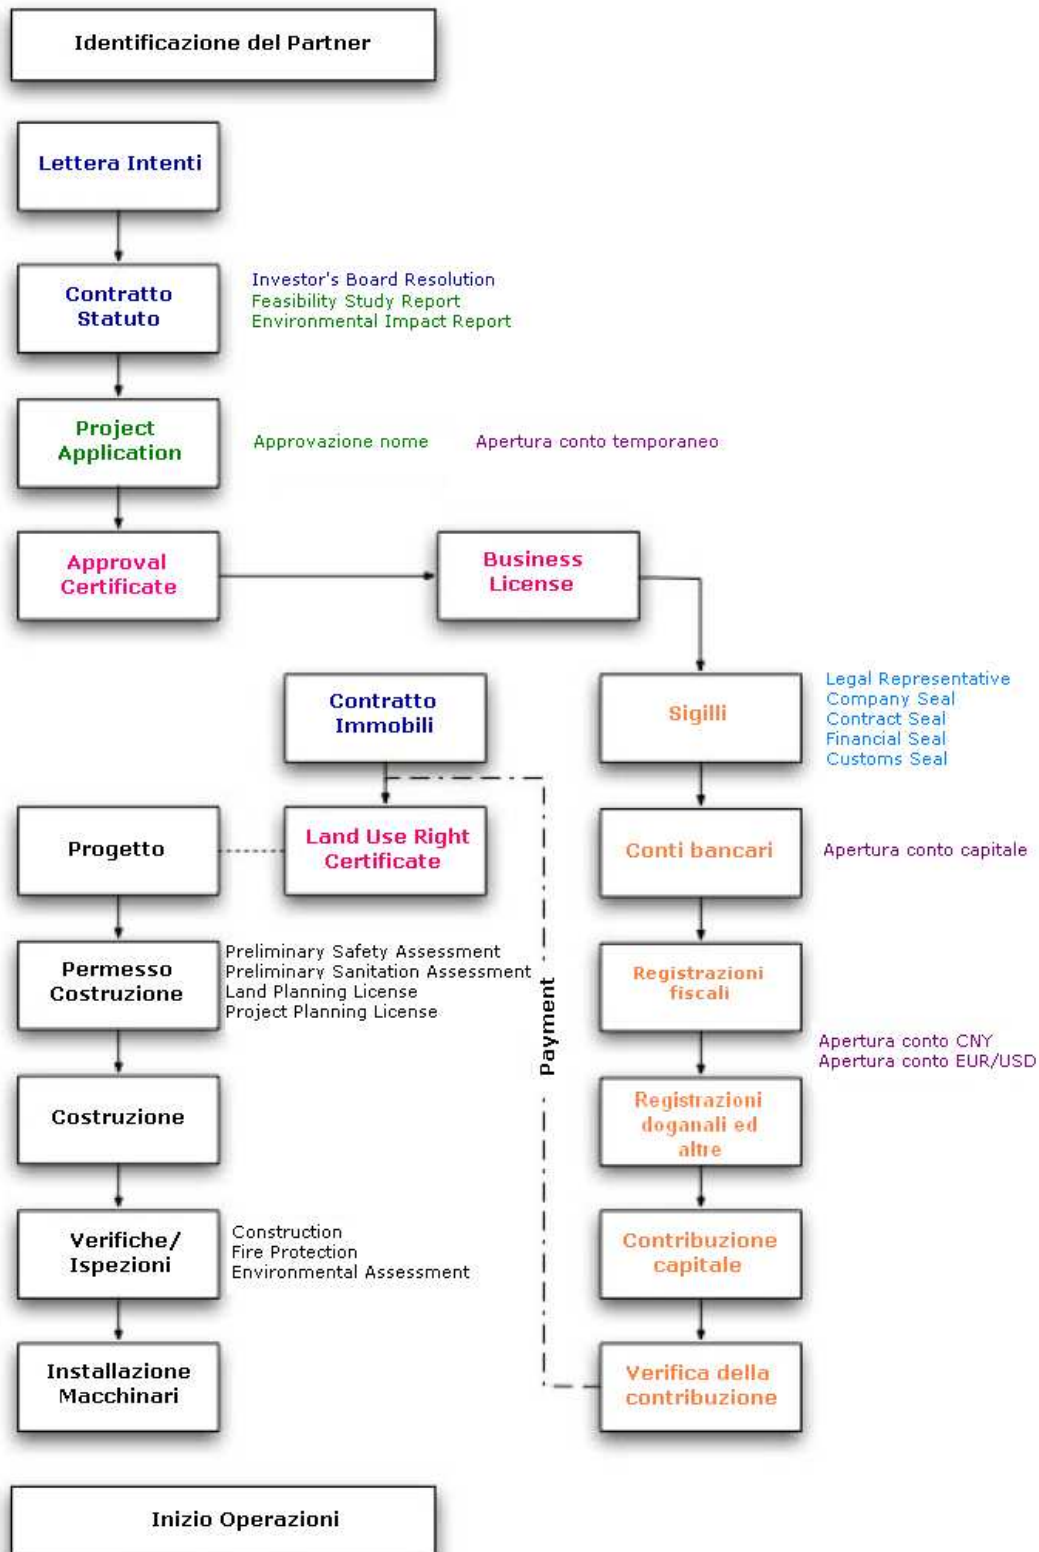 Identificazione del Partner
Lettera Intenti
Contratto
Statuto
Investor's Board Resolution
Feasibility Study Report
Environmental Impact Report
Project
Application
Approvazione nome
Apertura conto temporaneo
Approval
Certificate
Business
License
Contratto
Immobili
Sigilli
Legal Representative
Company Seal
Contract Seal
Financial Seal
Customs Seal
Progetto
Land Use Right
Certificate
Conti bancari
Apertura conto capitale
Permesso
Costruzione
Preliminary Safety Assessment
Preliminary Sanitation Assessment
Land Planning License
Project Planning License
Payment
Registrazioni
fiscali
Apertura conto CNY
Apertura conto EUR/USD
Costruzione
Registrazioni
doganali ed
altre
Verifiche/
Ispezioni
Construction
Fire Protection
Environmental Assessment
Contribuzione
capitale
Installazione
Macchinari
Verifica della
contribuzione
Inizio Operazioni